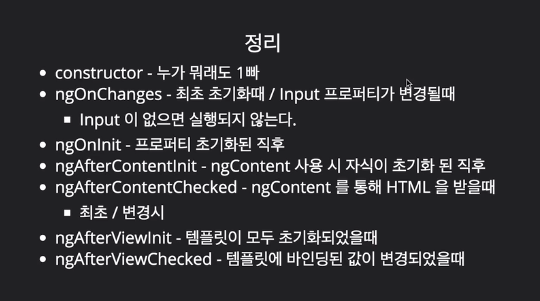 정리
constructor - 누가 뭐래도 1빠
ngOnChanges - 최초 초기화때 / Input 프로퍼티가 변경될때
Input 이 없으면 실행되지 않는다.
ngOnInit - 프로퍼티 초기화된 직후
ngAfterContentInit - ngContent 사용 시 자식이 초기화 된 직후
ngAfterContentChecked - ngContent 를 통해 HTML 을 받을때
최초 / 변경시
ngAfterViewInit - 템플릿이 모두 초기화되었을때
ngAfterViewChecked - 템플릿에 바인딩된 값이 변경되었을때